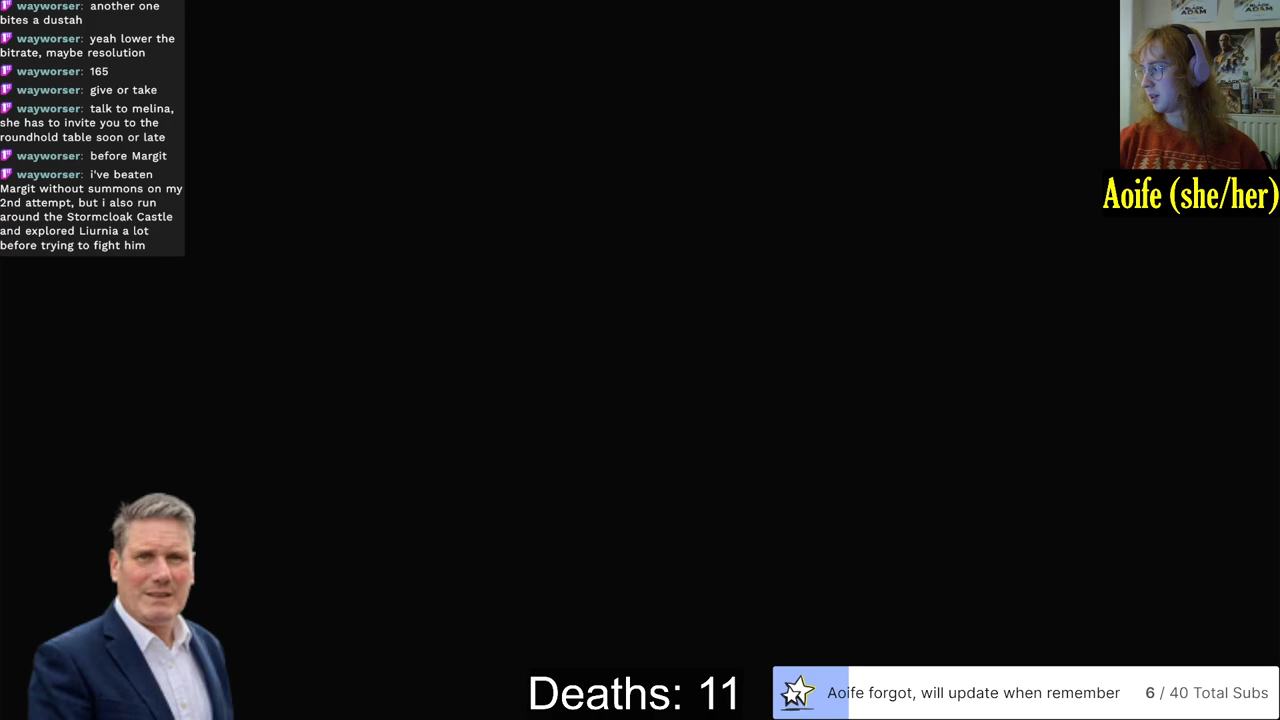 wayworser: another one
bites a dustah
wayworser: yeah lower the
bitrate, maybe resolution
wayworser: 165
wayworser: give or take
wayworser: talk to melina,
she has to invite you to the
roundhold table soon or late
wayworser: before Margit
wayworser: i've beaten
Margit without summons on my
2nd attempt, but i also run
around the Stormcloak Castle
and explored Liurnia a lot
before trying to fight him
BLACK ADAM
Aoife (she/her)
Deaths: 11
Aoife forgot, will update when remember 6 / 40 Total Subs